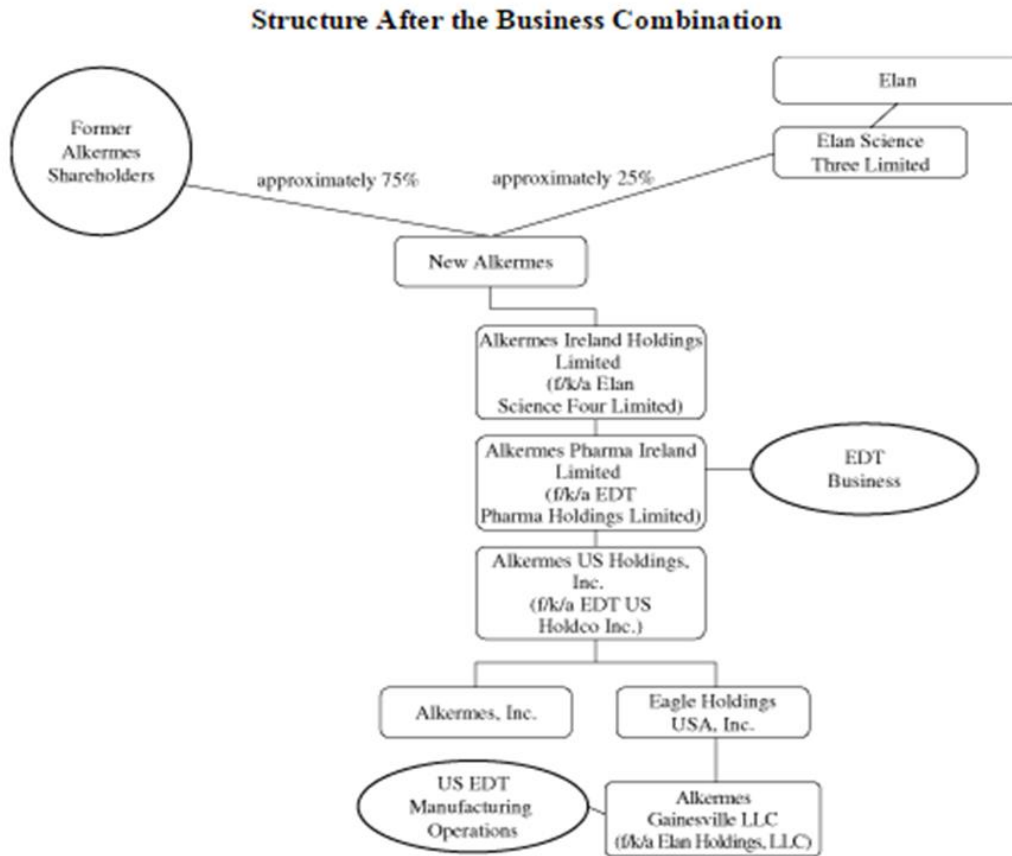 Structure After the Business Combination
Elan
Former
Alkermes
Shareholders
Elan Science
Three Limited
approximately 75%
approximately 25%
New Alkermes
Alkermes Ireland Holdings
Limited
(f/k/a Elan
Science Four Limited)
Alkermes Pharma Ireland
Limited
(f/k/a EDT
Pharma Holdings Limited)
EDT
Business
Alkermes US Holdings,
Inc.
(f/k/a EDT US
Holdco Inc.)
Alkermes, Inc.
Eagle Holdings
USA, Inc.
US EDT
Manufacturing
Operations
Alkermes
Gainesville LLC
(f/k/a Elan Holdings, LLC)